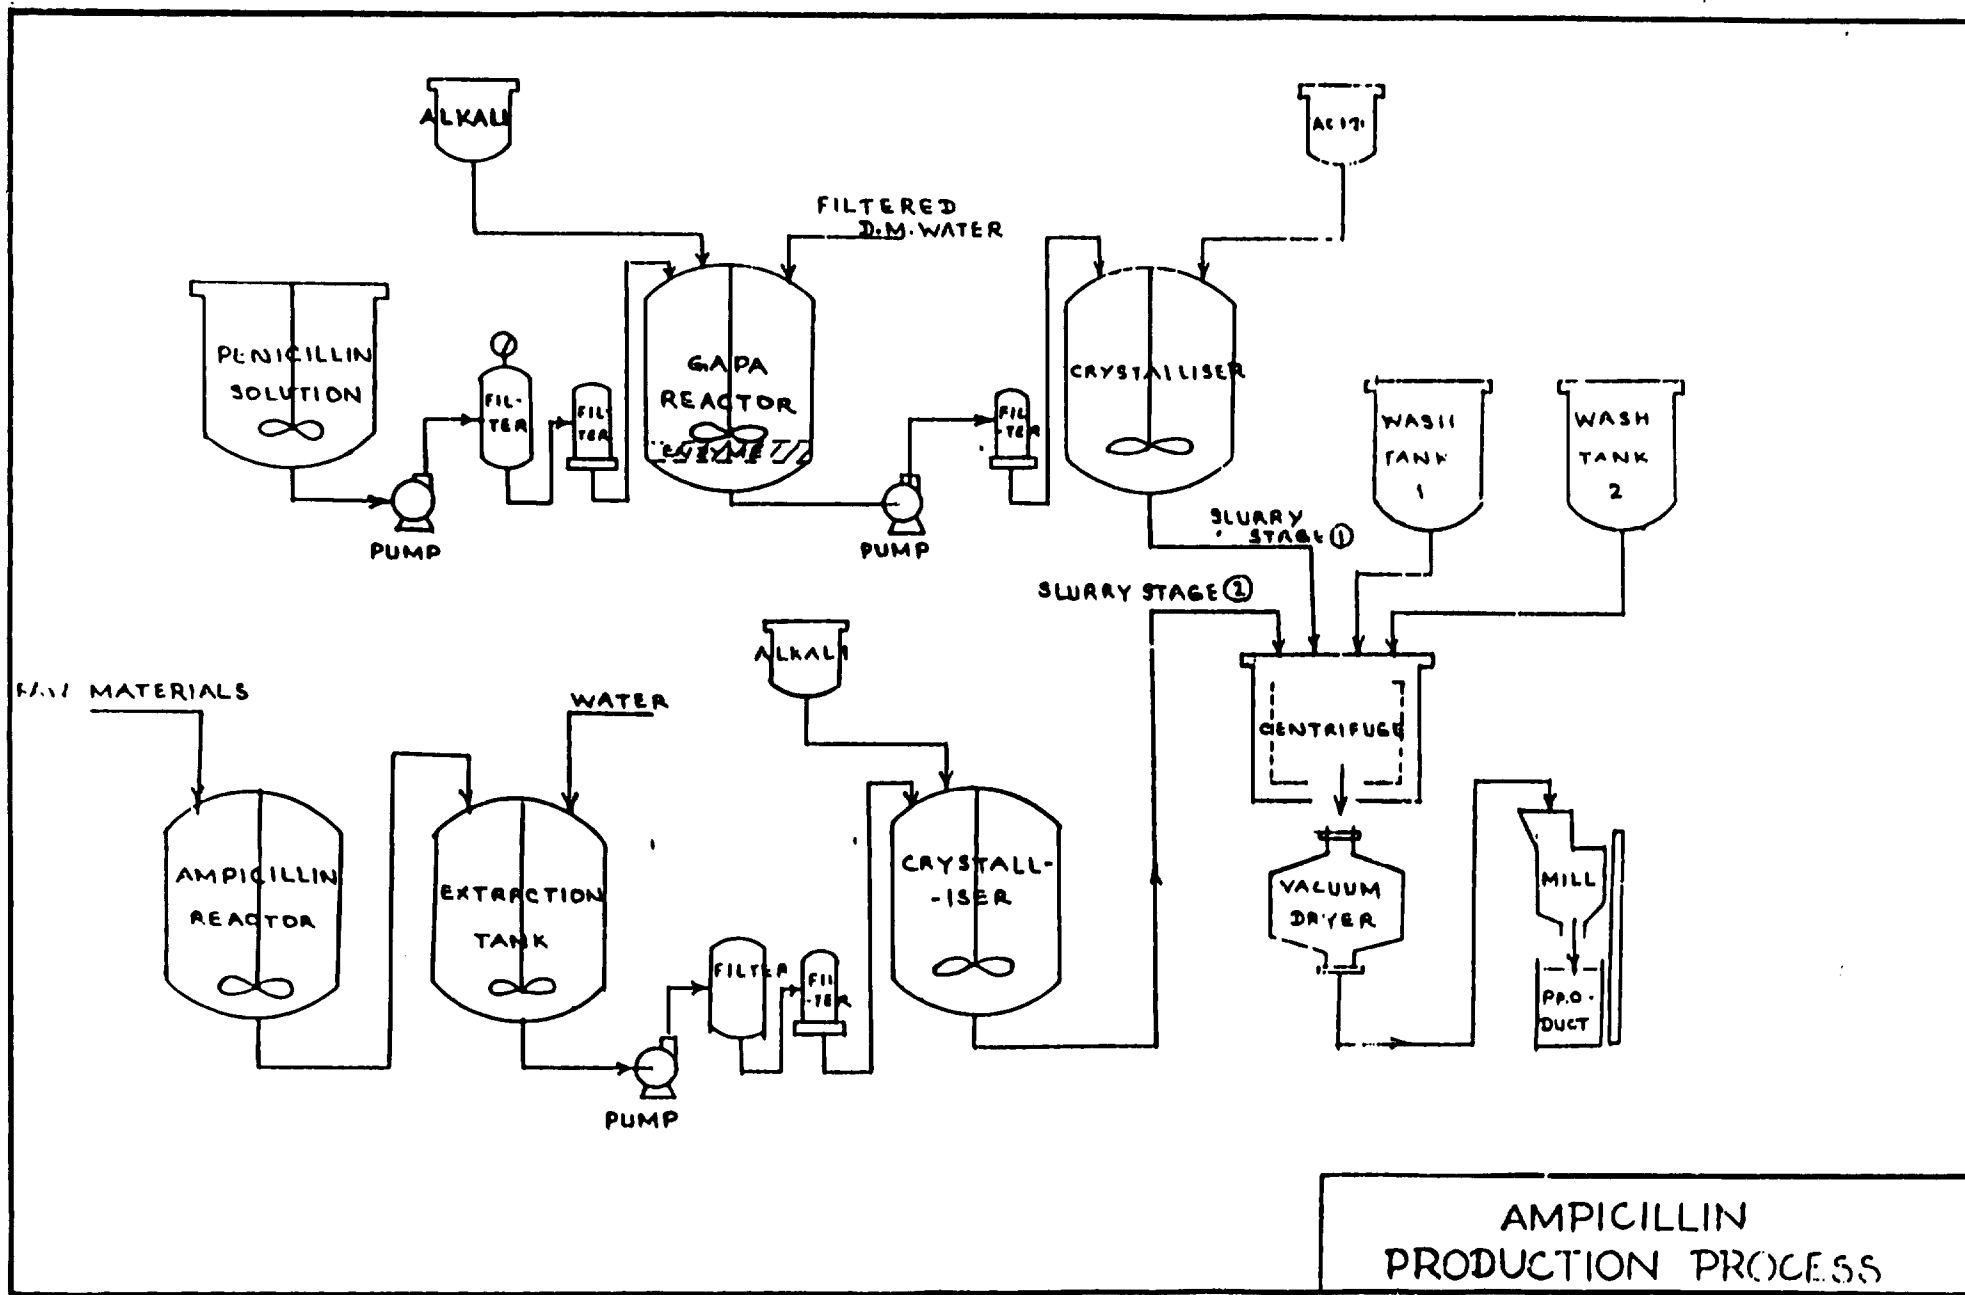 ALKALI
ACID
FILTERED
D.M. WATER
PENICILLIN
SOLUTION
FIL-
TER
FIL-
TER
GAPA
REACTOR
ENZYME
FIL
-TER
CRYSTALLISER
WASH
TANK
1
WASH
TANK
2
PUMP
PUMP
SLURRY
STAGE ①
SLURRY STAGE ②
ALKALI
RAW MATERIALS
WATER
CENTRIFUGE
AMPICILLIN
REACTOR
EXTRACTION
TANK
FILTER
FIL
-TER
CRYSTALL-
-ISER
VACUUM
DRYER
MILL
PRO-
DUCT
PUMP
AMPICILLIN
PRODUCTION PROCESS